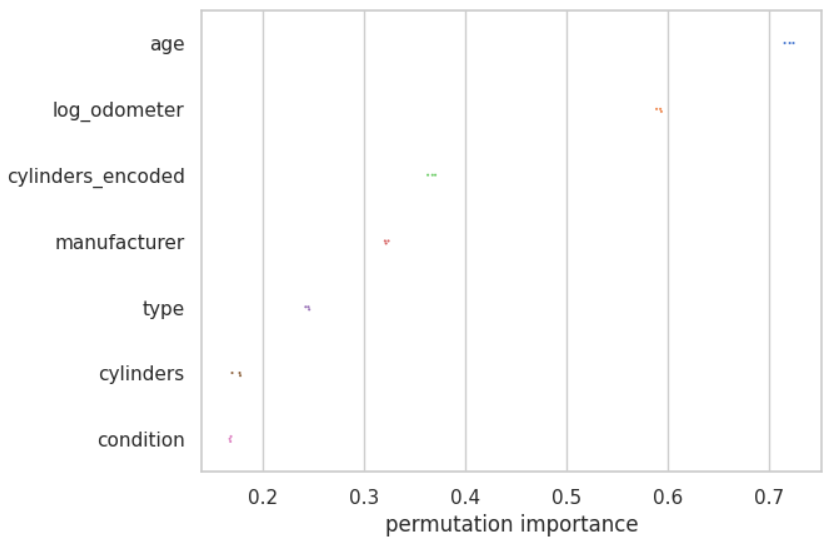 age
log_odometer
cylinders_encoded
manufacturer
type
cylinders
condition
0.2 0.3 0.4 0.5 0.6 0.7
permutation importance